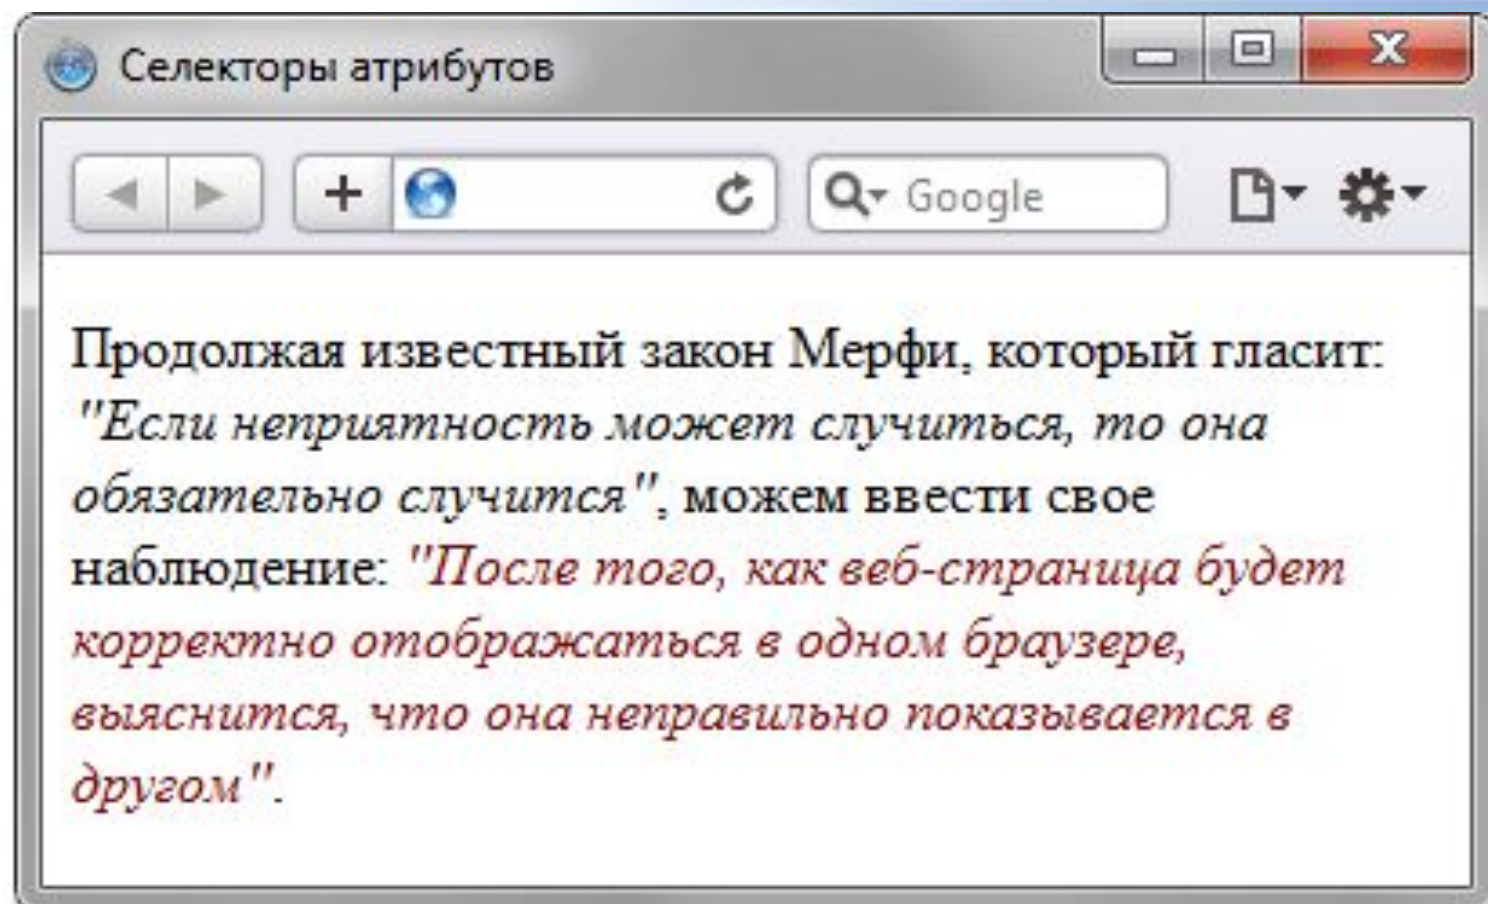 Селекторы атрибутов
Google
Продолжая известный закон Мерфи, который гласит:
"Если неприятность может случиться, то она
обязательно случится", можем ввести свое
наблюдение: "После того, как веб-страница будет
корректно отображаться в одном браузере,
выяснится, что она неправильно показывается в
другом".